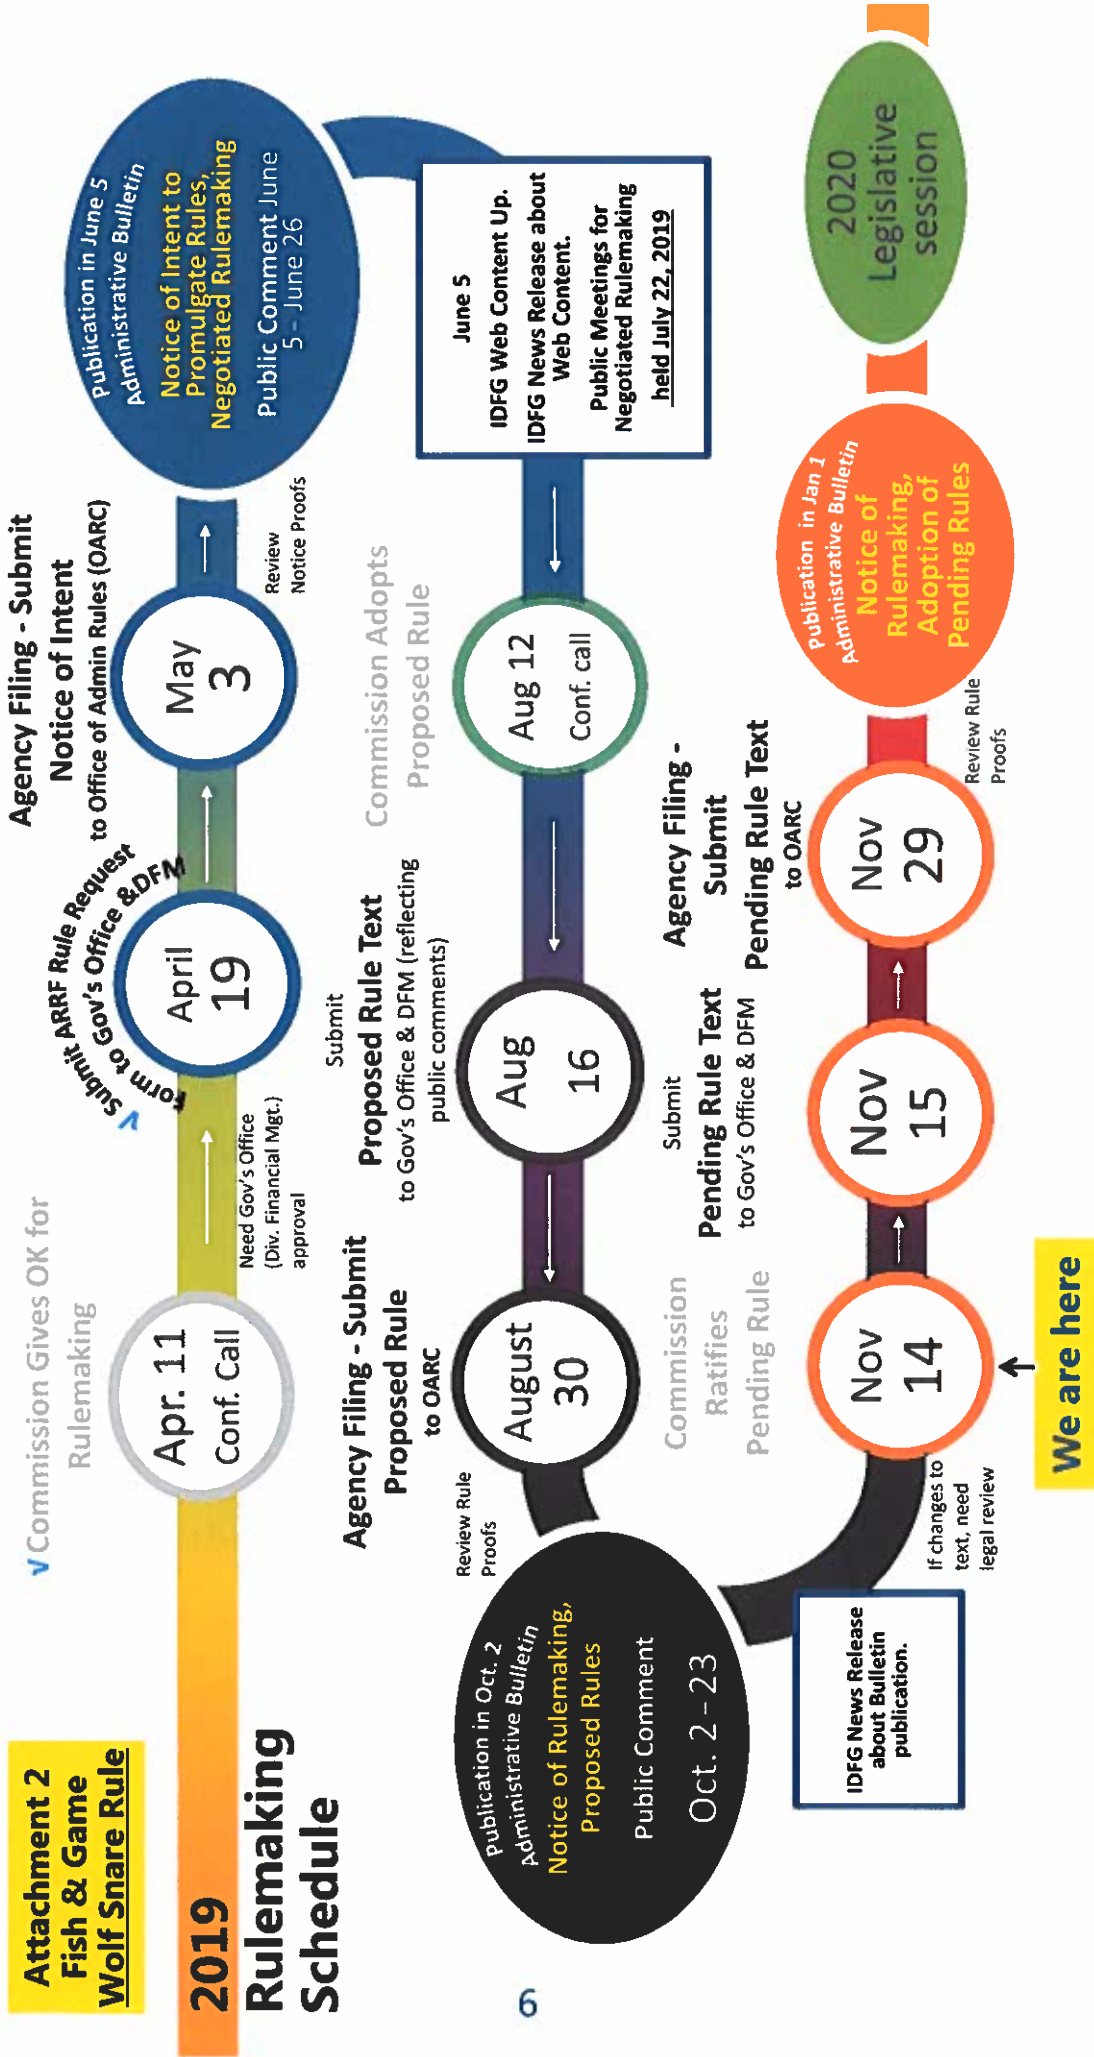 Attachment 2
Fish & Game
Wolf Snare Rule
2019
Rulemaking
Schedule
√ Commission Gives OK for
Rulemaking
Apr. 11
Conf. Call
Need Gov's Office
(Div. Financial Mgt.)
approval
√ Submit ARRF Rule Request
Form to Gov's Office &DFM
April
19
Agency Filing - Submit
Notice of Intent
to Office of Admin Rules (OARC)
May
3
Review
Notice Proofs
Publication in June 5
Administrative Bulletin
Notice of Intent to
Promulgate Rules,
Negotiated Rulemaking
Public Comment June
5 – June 26
June 5
IDFG Web Content Up.
IDFG News Release about
Web Content.
Public Meetings for
Negotiated Rulemaking
held July 22, 2019
Commission Adopts
Proposed Rule
Aug 12
Conf. call
Submit
Proposed Rule Text
to Gov's Office & DFM (reflecting
public comments)
Aug
16
Agency Filing - Submit
Proposed Rule
to OARC
August
30
Review Rule
Proofs
Publication in Oct. 2
Administrative Bulletin
Notice of Rulemaking,
Proposed Rules
Public Comment
Oct. 2 – 23
IDFG News Release
about Bulletin
publication.
If changes to
text, need
legal review
Commission
Ratifies
Pending Rule
Nov
14
We are here
Submit
Pending Rule Text
to Gov's Office & DFM
Nov
15
Agency Filing -
Submit
Pending Rule Text
to OARC
Nov
29
Review Rule
Proofs
Publication in Jan 1
Administrative Bulletin
Notice of
Rulemaking,
Adoption of
Pending Rules
2020
Legislative
session
6